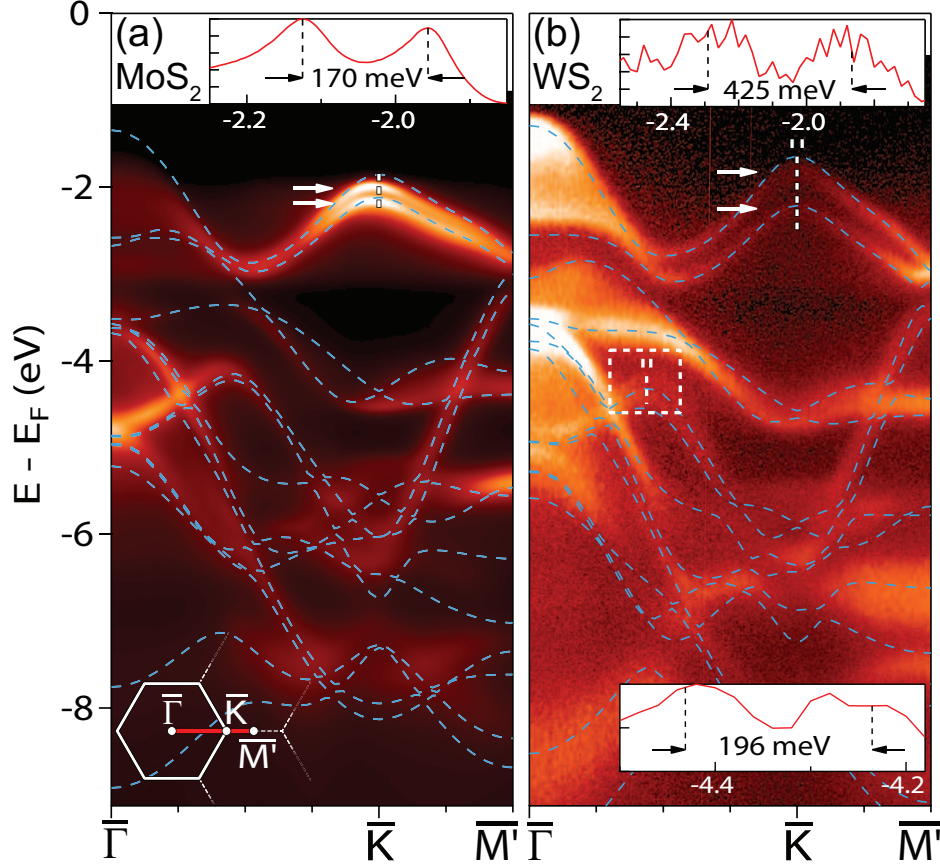 (a)
MoS2
170 meV
-2.2
-2.0
(b)
WS2
425 meV
-2.4
-2.0
0
-2
-4
-6
-8
E − EF (eV)
Γ̅
K̅
M̅'
196 meV
-4.4
-4.2
Γ̅
K̅
M̅'
Γ̅
K̅
M̅'